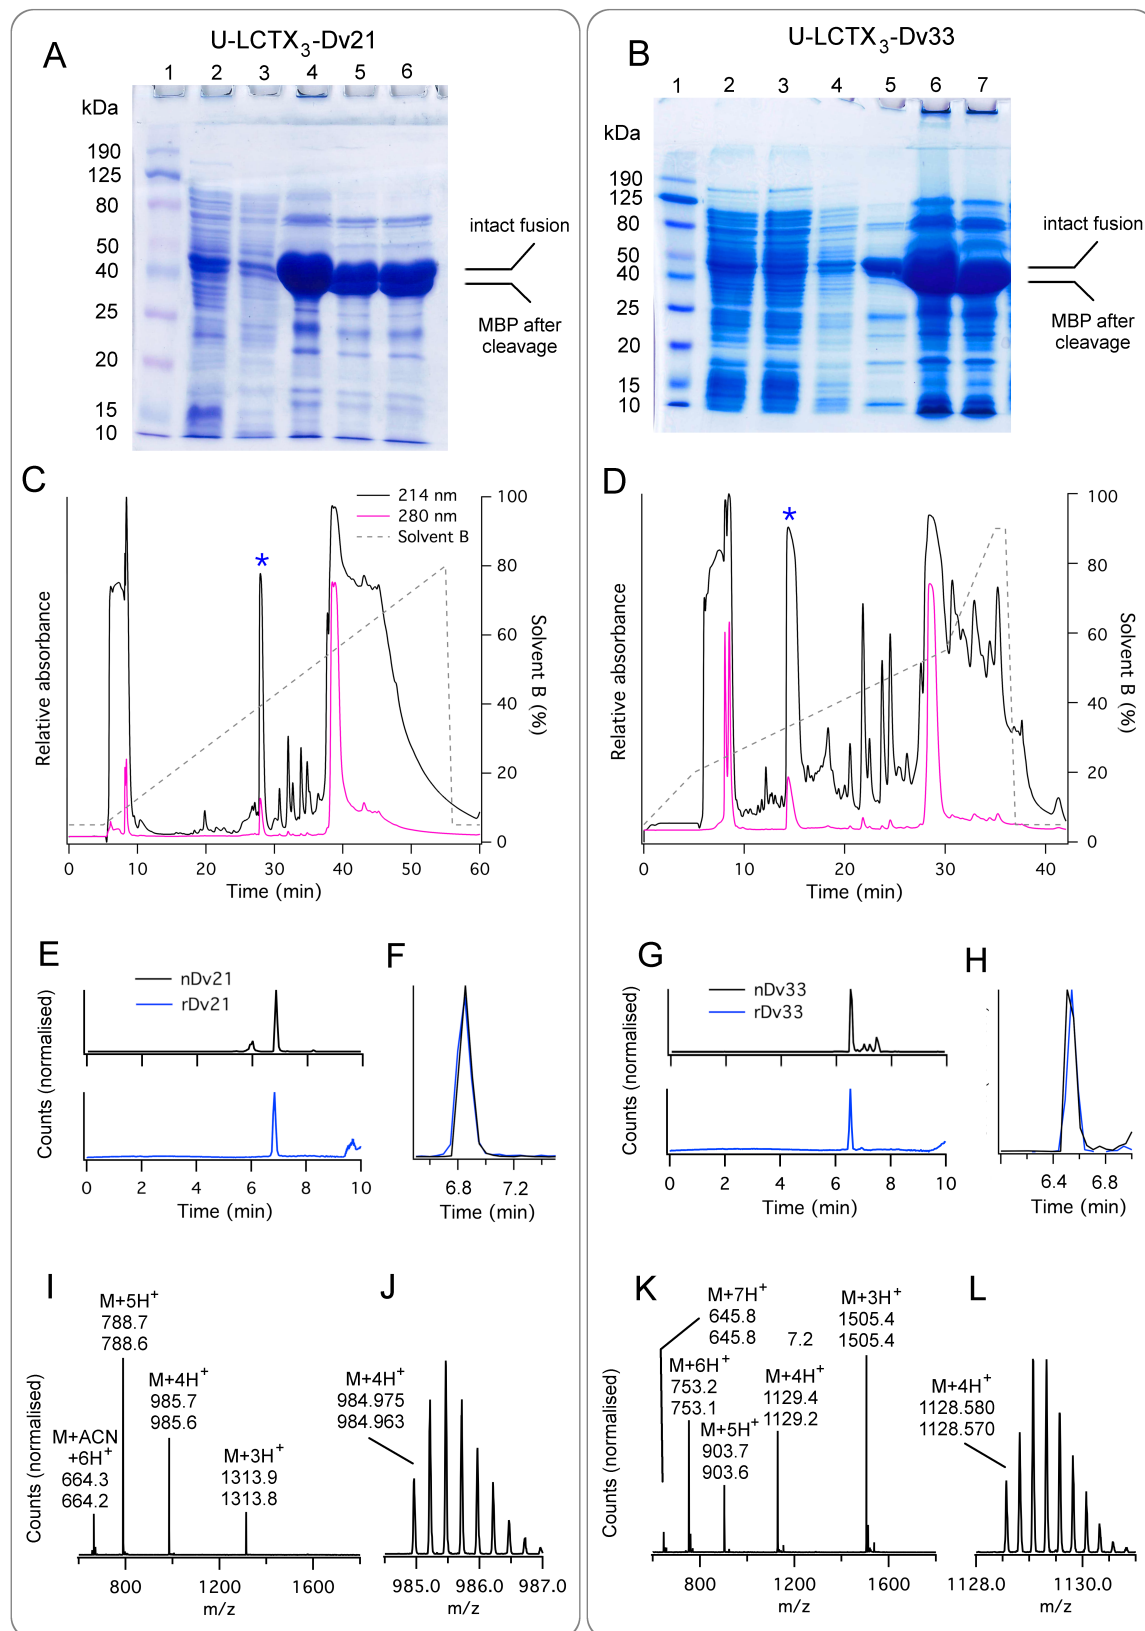 A
U-LCTX3-Dv21
1 2 3 4 5 6
kDa
190
125
80
50
40
25
20
15
10
intact fusion
MBP after
cleavage
B
U-LCTX3-Dv33
1 2 3 4 5 6 7
kDa
190
125
80
50
40
25
20
15
10
intact fusion
MBP after
cleavage
C
214 nm
280 nm
Solvent B
*
Relative absorbance
100
80
60
40
20
0
Solvent B (%)
0 10 20 30 40 50 60
Time (min)
D
*
Relative absorbance
100
80
60
40
20
0
Solvent B (%)
0 10 20 30 40
Time (min)
E
nDv21
rDv21
Counts (normalised)
0 2 4 6 8 10
Time (min)
F
6.8 7.2
Time (min)
G
nDv33
rDv33
Counts (normalised)
0 2 4 6 8 10
Time (min)
H
6.4 6.8
Time (min)
I
M+5H+
788.7
788.6
M+4H+
985.7
985.6
M+ACN
+6H+
664.3
664.2
M+3H+
1313.9
1313.8
Counts (normalised)
800 1200 1600
m/z
J
M+4H+
984.975
984.963
985.0 986.0 987.0
m/z
K
M+7H+
645.8
645.8
7.2
M+3H+
1505.4
1505.4
M+6H+
753.2
753.1
M+4H+
1129.4
1129.2
M+5H+
903.7
903.6
Counts (normalised)
800 1200 1600
m/z
L
M+4H+
1128.580
1128.570
1128.0 1130.0
m/z